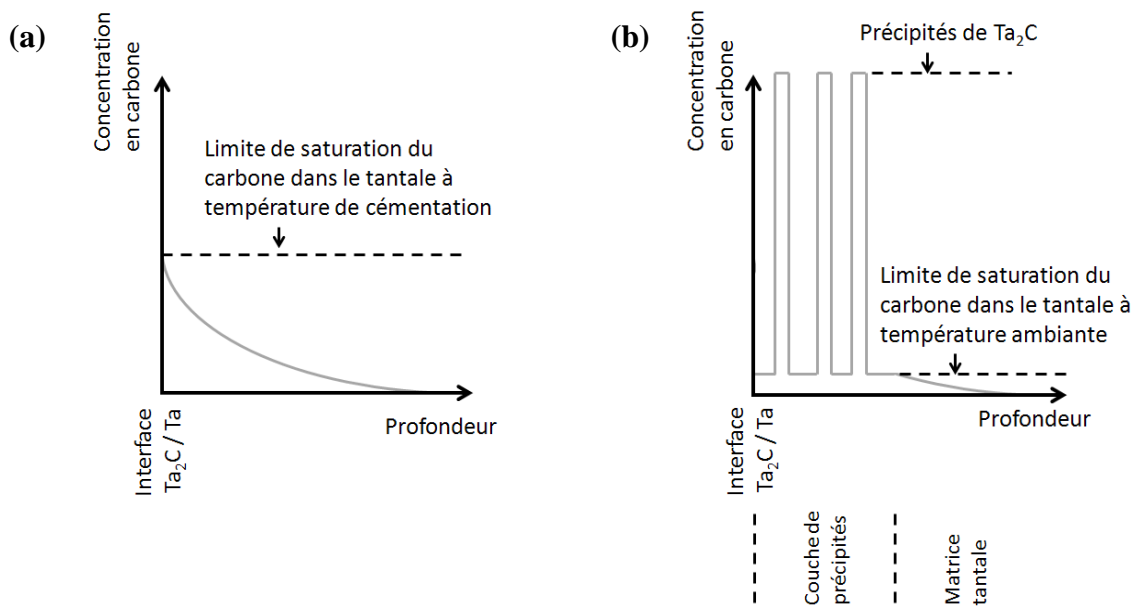 (a)
Concentration
en carbone
Limite de saturation du
carbone dans le tantale à
température de cémentation
Profondeur
Interface
Ta₂C / Ta
(b)
Concentration
en carbone
Précipités de Ta₂C
Limite de saturation du
carbone dans le tantale à
température ambiante
Profondeur
Interface
Ta₂C / Ta
Couche de
précipités
Matrice
tantale